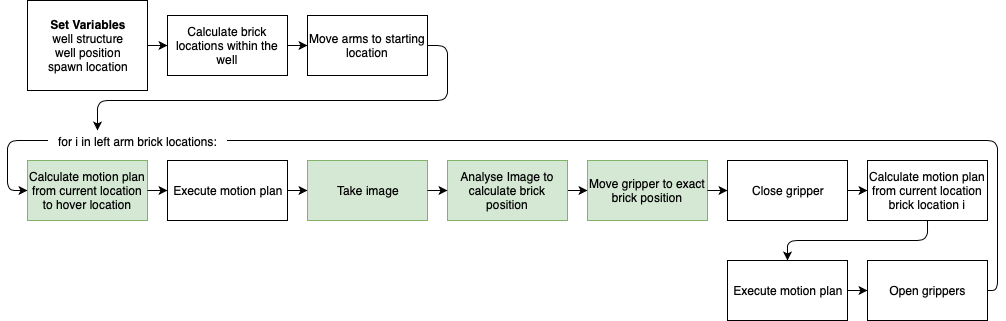 Set Variables
well structure
well position
spawn location
Calculate brick
locations within the
well
Move arms to starting
location
for i in left arm brick locations:
Calculate motion plan
from current location
to hover location
Execute motion plan
Take image
Analyse Image to
calculate brick
position
Move gripper to exact
brick position
Close gripper
Calculate motion plan
from current location
brick location i
Execute motion plan
Open grippers